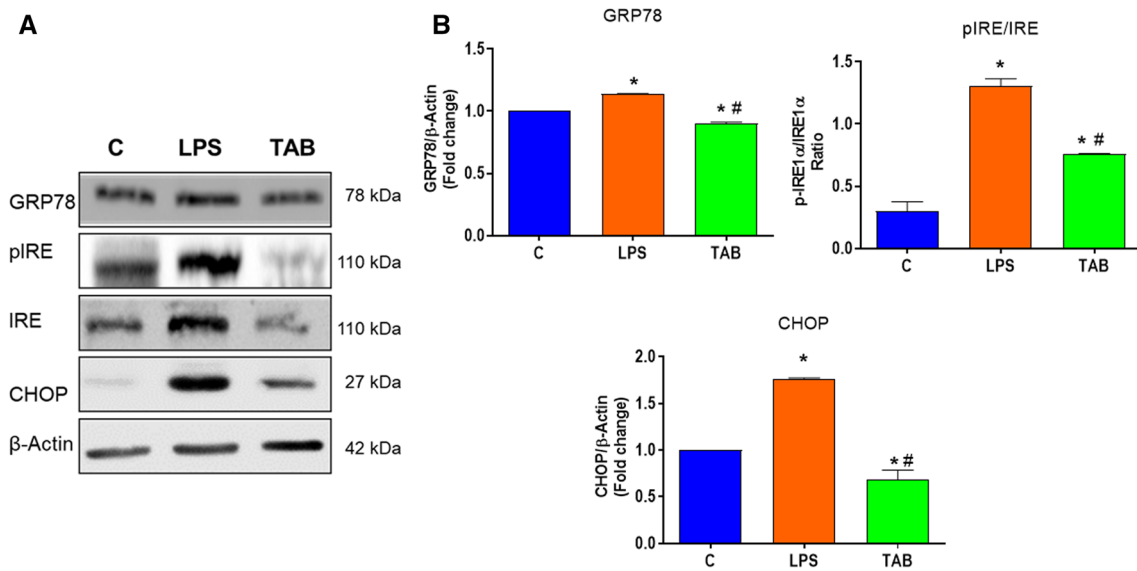 A
C LPS TAB
GRP78 78 kDa
pIRE 110 kDa
IRE 110 kDa
CHOP 27 kDa
β-Actin 42 kDa
B
GRP78
GRP78/β-Actin
(Fold change)
1.5
1.0
0.5
0.0
*
* #
C LPS TAB
pIRE/IRE
p-IRE1α/IRE1α
Ratio
1.5
1.0
0.5
0.0
*
* #
C LPS TAB
CHOP
CHOP/β-Actin
(Fold change)
2.0
1.5
1.0
0.5
0.0
*
*#
C LPS TAB